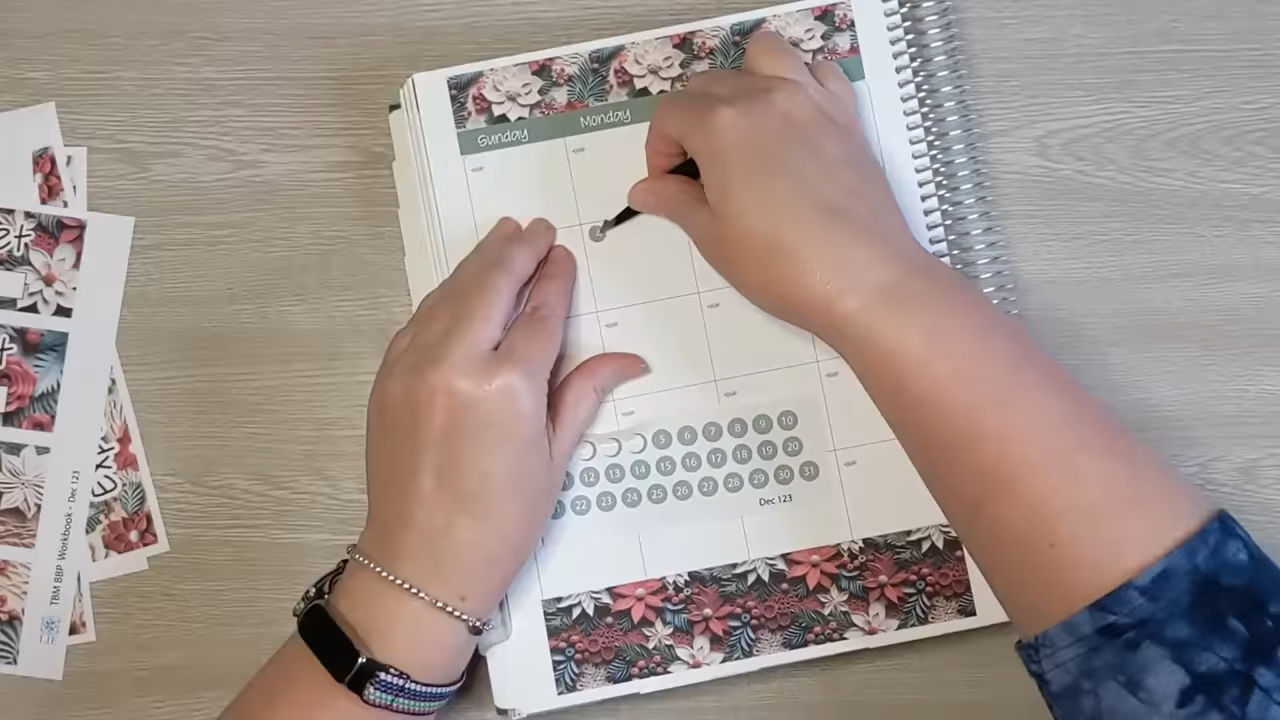 Sunday Monday
4
5 6 7 8 9 10
12 13 14 15 16 17 18 19 20
22 23 24 25 26 27 28 29 30 31
Dec 123
TBM BBP Workbook - Dec 123